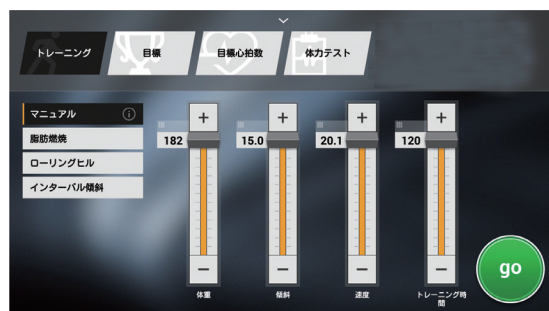 トレーニング
目標
目標心拍数
体力テスト
マニュアル
脂肪燃焼
ローリングヒル
インターバル傾斜
182
15.0
20.1
120
体重
傾斜
速度
トレーニング時
間
go